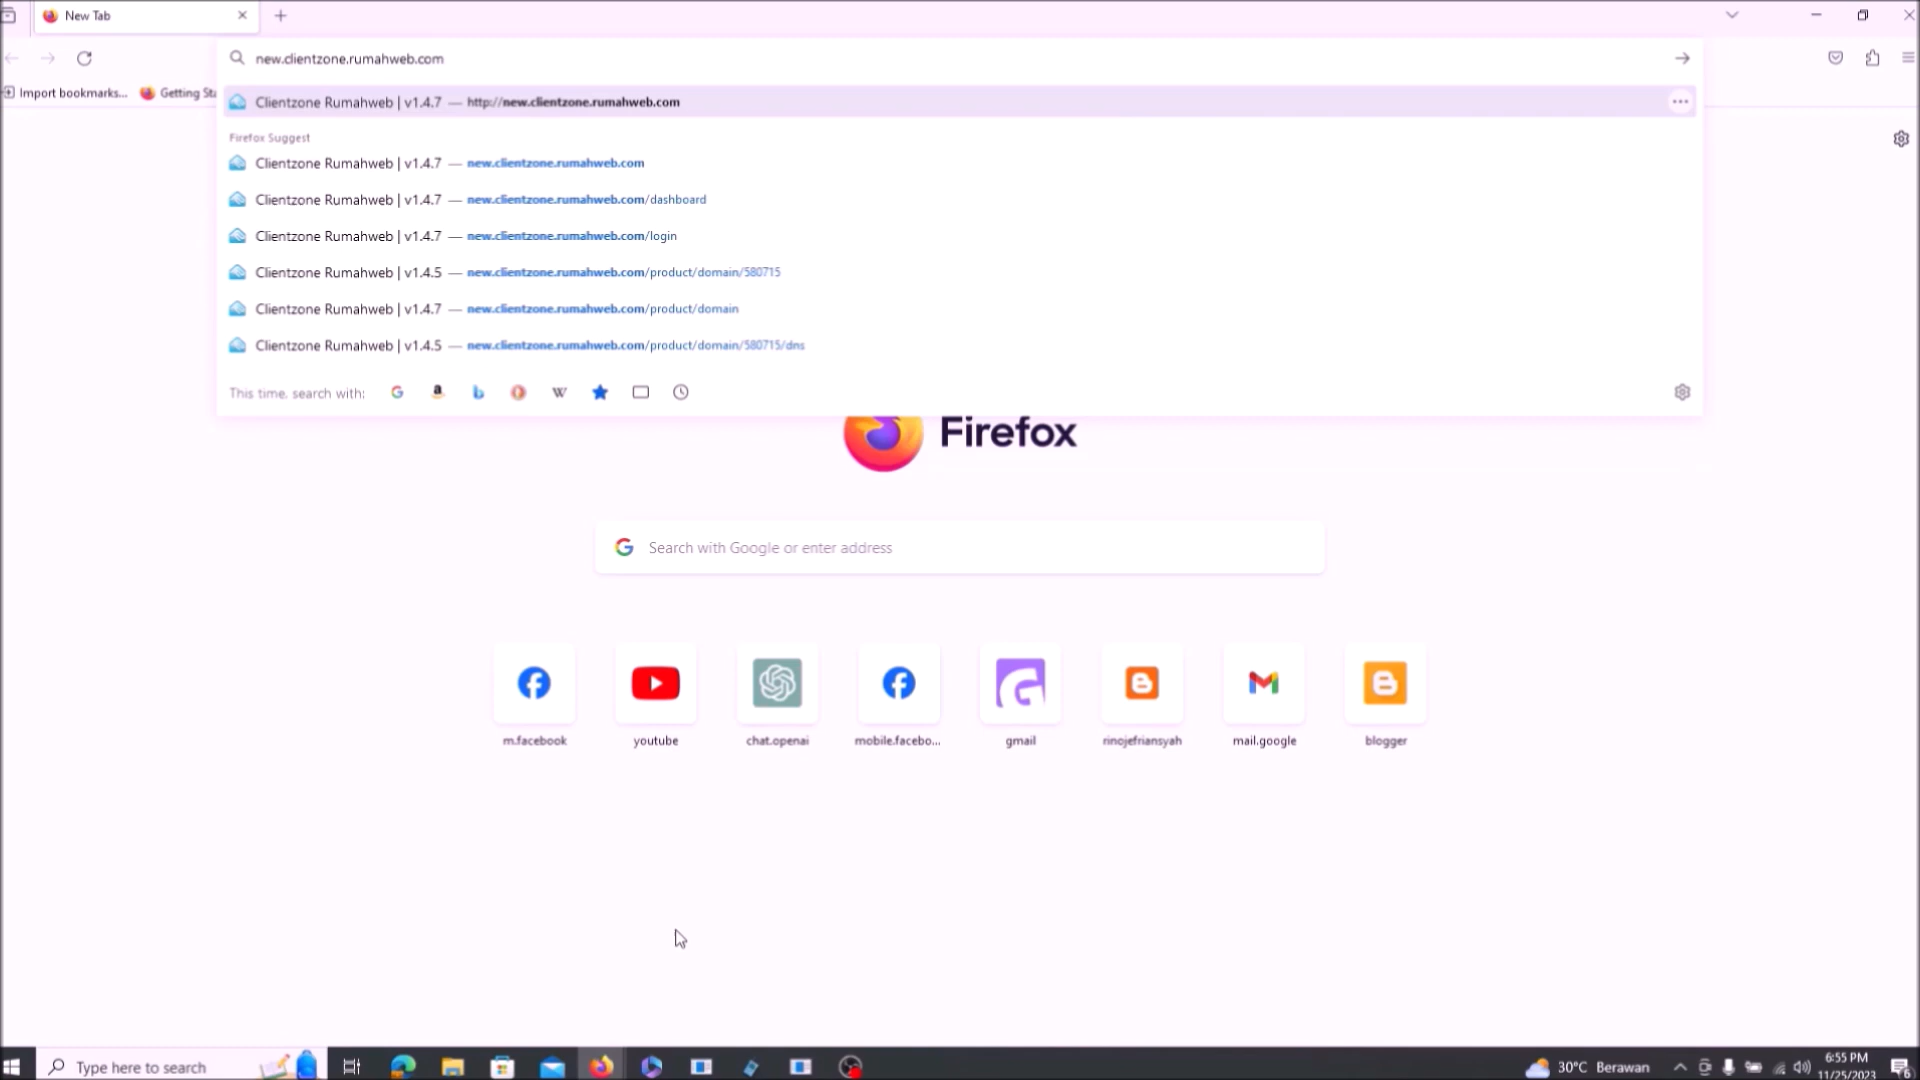 New Tab
new.clientzone.rumahweb.com
Import bookmarks...
Getting Sta
Clientzone Rumahweb | v1.4.7 — http://new.clientzone.rumahweb.com
Firefox Suggest
Clientzone Rumahweb | v1.4.7 — new.clientzone.rumahweb.com
Clientzone Rumahweb | v1.4.7 — new.clientzone.rumahweb.com/dashboard
Clientzone Rumahweb | v1.4.7 — new.clientzone.rumahweb.com/login
Clientzone Rumahweb | v1.4.5 — new.clientzone.rumahweb.com/product/domain/580715
Clientzone Rumahweb | v1.4.7 — new.clientzone.rumahweb.com/product/domain
Clientzone Rumahweb | v1.4.5 — new.clientzone.rumahweb.com/product/domain/580715/dns
This time, search with:
Firefox
Search with Google or enter address
m.facebook
youtube
chat.openai
mobile.facebo...
gmail
rinojefriansyah
mail.google
blogger
Type here to search
30°C Berawan
6:55 PM
11/25/2023
6